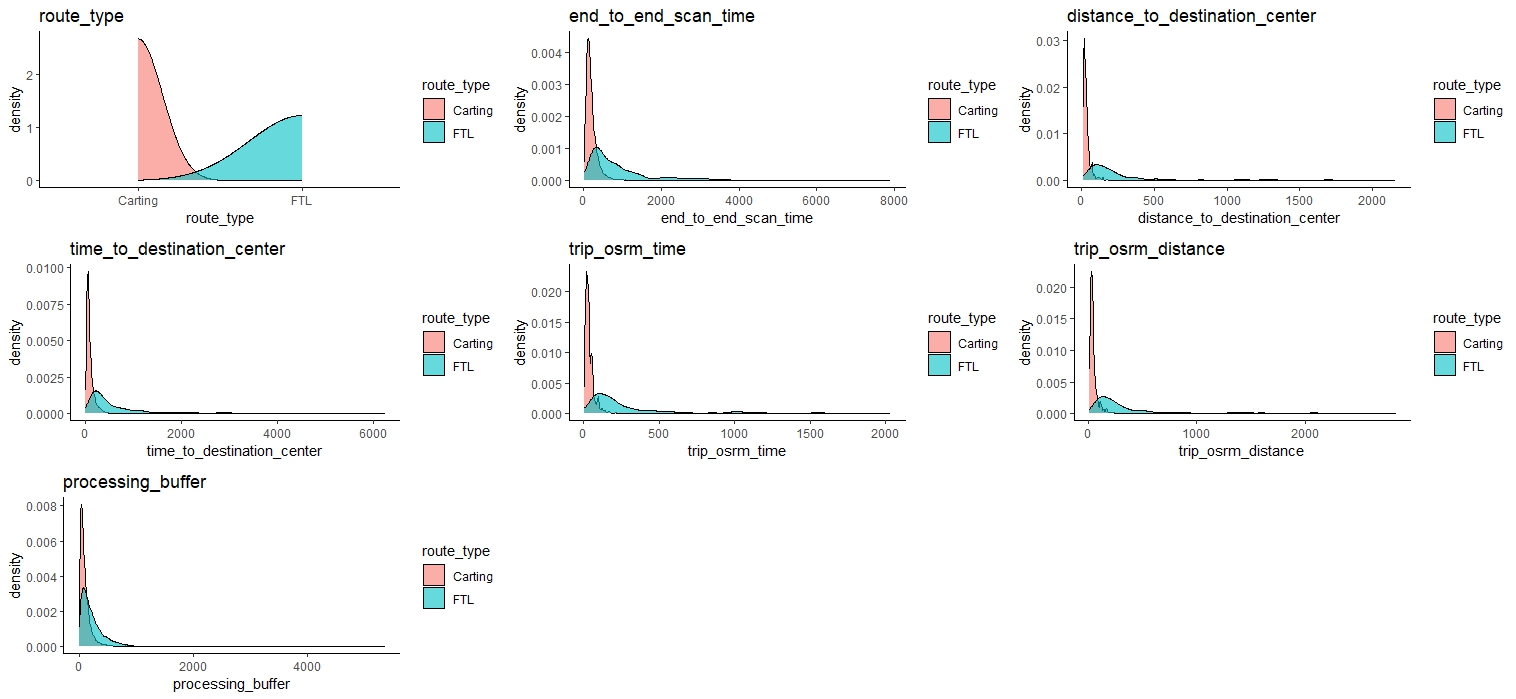 route_type
density
2
1
0
Carting
FTL
route_type
route_type
Carting
FTL
end_to_end_scan_time
density
0.004
0.003
0.002
0.001
0.000
0
2000
4000
6000
8000
end_to_end_scan_time
route_type
Carting
FTL
distance_to_destination_center
density
0.03
0.02
0.01
0.00
0
500
1000
1500
2000
distance_to_destination_center
route_type
Carting
FTL
time_to_destination_center
density
0.0100
0.0075
0.0050
0.0025
0.0000
0
2000
4000
6000
time_to_destination_center
route_type
Carting
FTL
trip_osrm_time
density
0.020
0.015
0.010
0.005
0.000
0
500
1000
1500
2000
trip_osrm_time
route_type
Carting
FTL
trip_osrm_distance
density
0.020
0.015
0.010
0.005
0.000
0
1000
2000
trip_osrm_distance
route_type
Carting
FTL
processing_buffer
density
0.008
0.006
0.004
0.002
0.000
0
2000
4000
processing_buffer
route_type
Carting
FTL